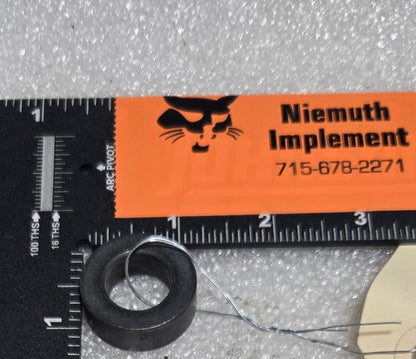 1
Niemuth
Implement
715-678-2271
ARC PIVOT
100 THS
16 THS
1 2 3
1